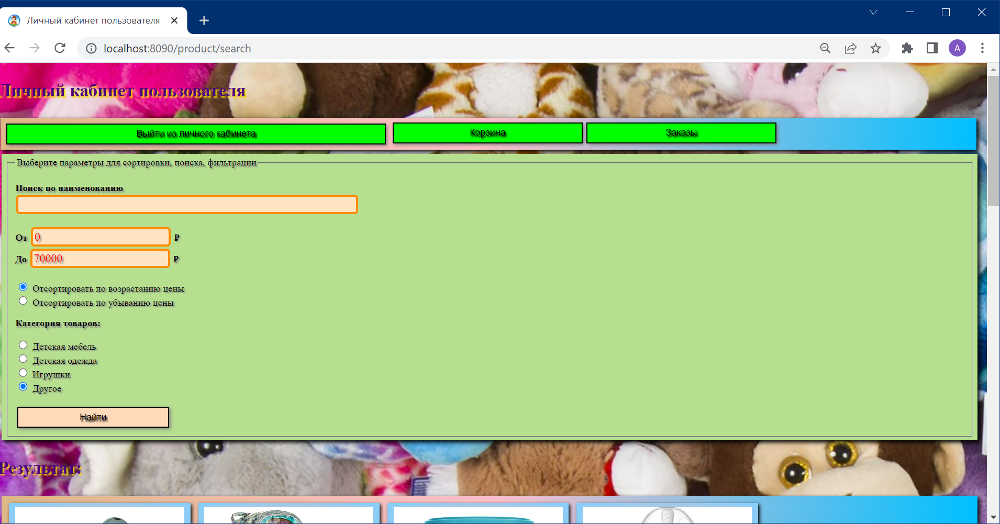 Личный кабинет пользователя
localhost:8090/product/search
A
Личный кабинет пользователя
Выйти из личного кабинета Корзина Заказы
Выберите параметры для сортировки, поиска, фильтрации
Поиск по наименованию
От 0 ₽
До 70000 ₽
Отсортировать по возрастанию цены
Отсортировать по убыванию цены
Категория товаров:
Детская мебель
Детская одежда
Игрушки
Другое
Найти
Результат: